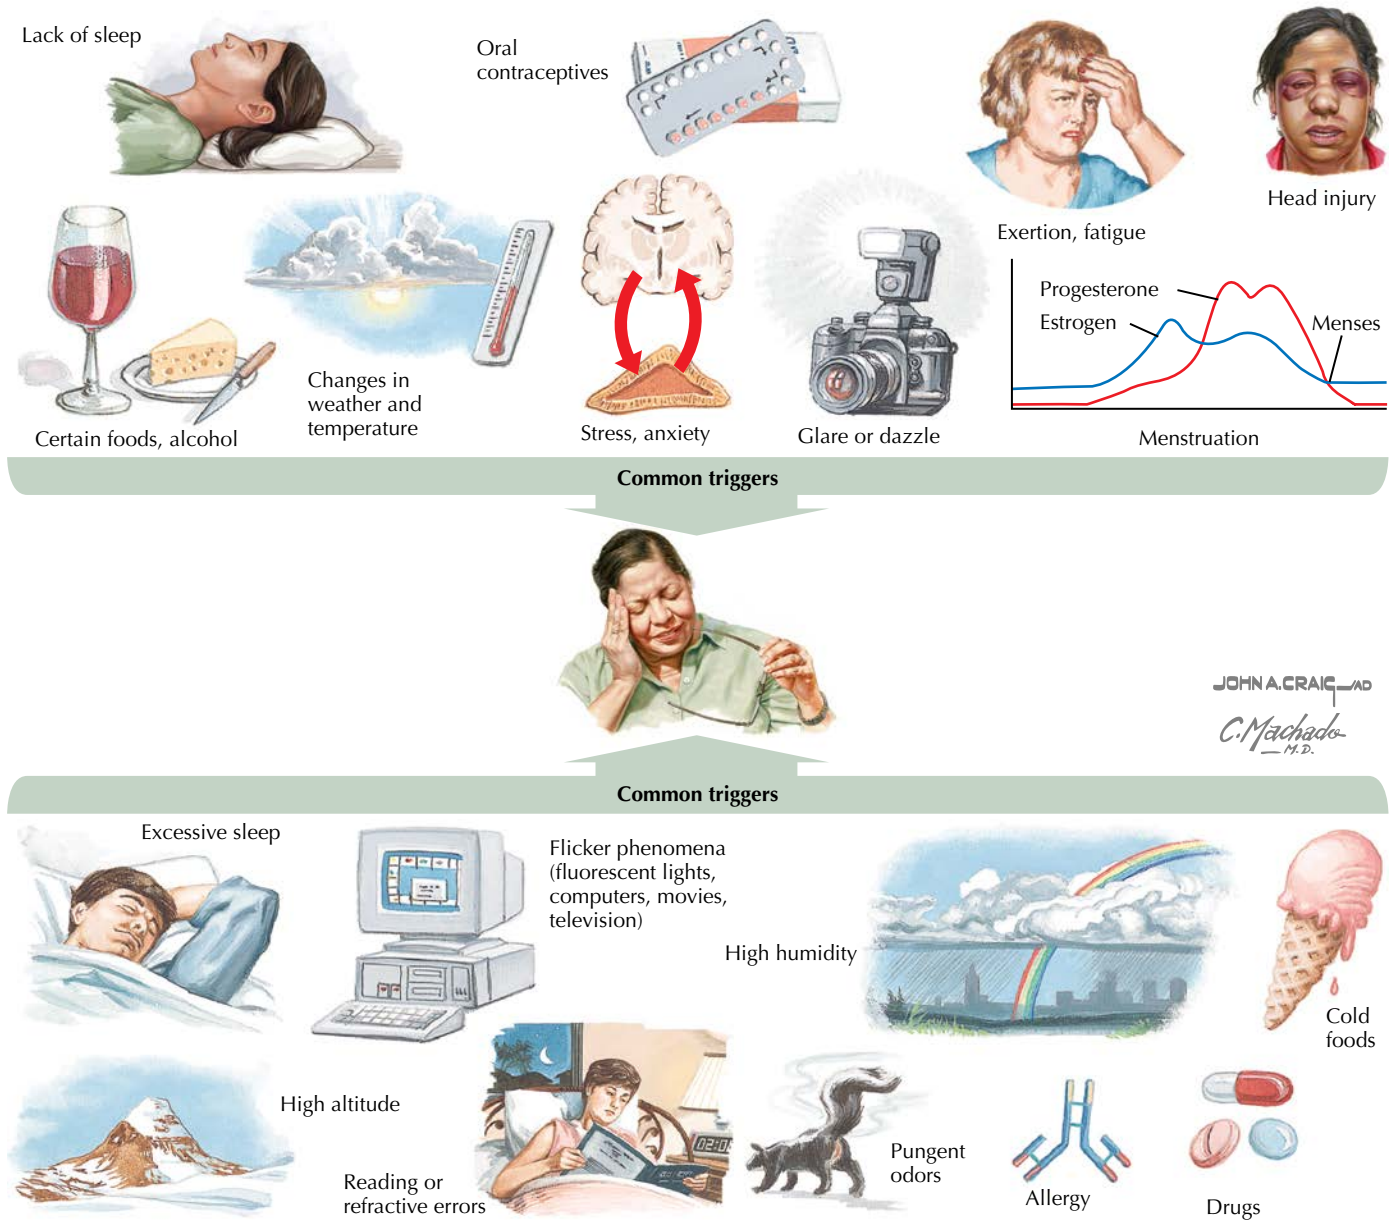 Lack of sleep
Oral
contraceptives
Exertion, fatigue
Head injury
Certain foods, alcohol
Changes in
weather and
temperature
Stress, anxiety
Glare or dazzle
Progesterone
Estrogen
Menses
Menstruation
Common triggers
JOHN A. CRAIG_AD
C. Machado
M.D.
Common triggers
Excessive sleep
Flicker phenomena
(fluorescent lights,
computers, movies,
television)
High humidity
Cold
foods
High altitude
Reading or
refractive errors
Pungent
odors
Allergy
Drugs